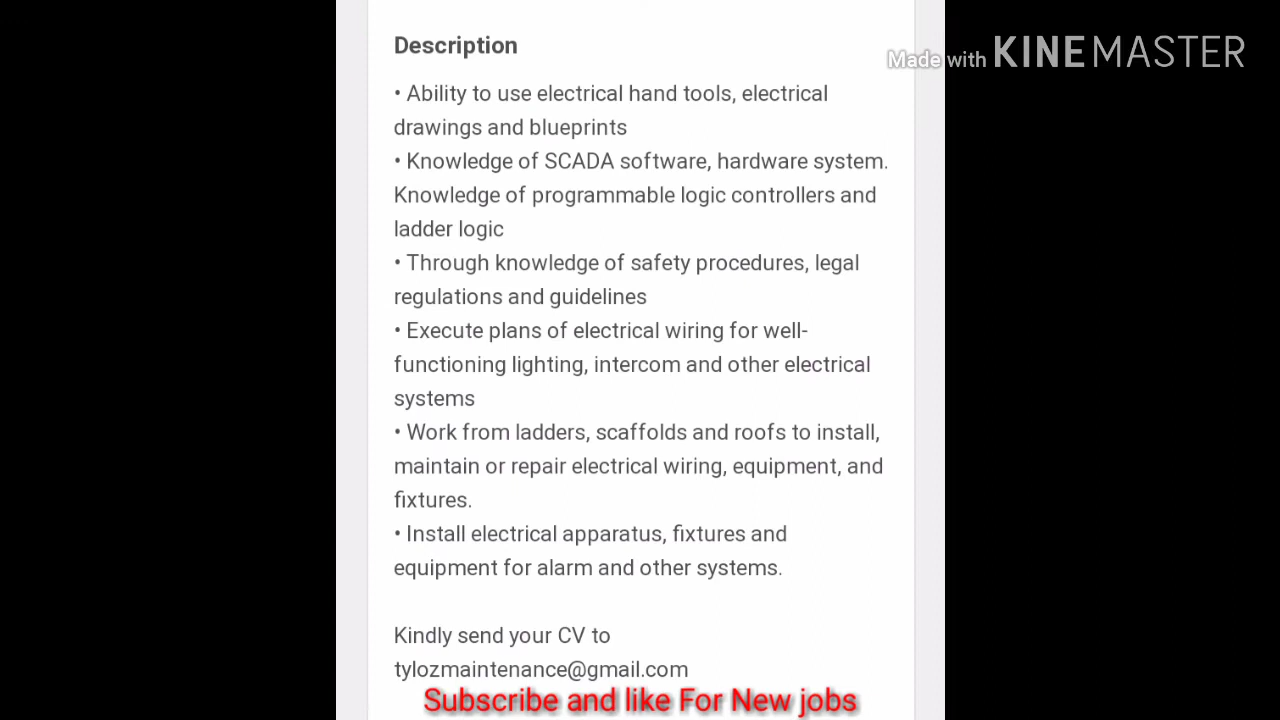 Description
Made with KINEMASTER
• Ability to use electrical hand tools, electrical
drawings and blueprints
• Knowledge of SCADA software, hardware system.
Knowledge of programmable logic controllers and
ladder logic
• Through knowledge of safety procedures, legal
regulations and guidelines
• Execute plans of electrical wiring for well-
functioning lighting, intercom and other electrical
systems
• Work from ladders, scaffolds and roofs to install,
maintain or repair electrical wiring, equipment, and
fixtures.
• Install electrical apparatus, fixtures and
equipment for alarm and other systems.
Kindly send your CV to
tylozmaintenance@gmail.com
Subscribe and like For New jobs